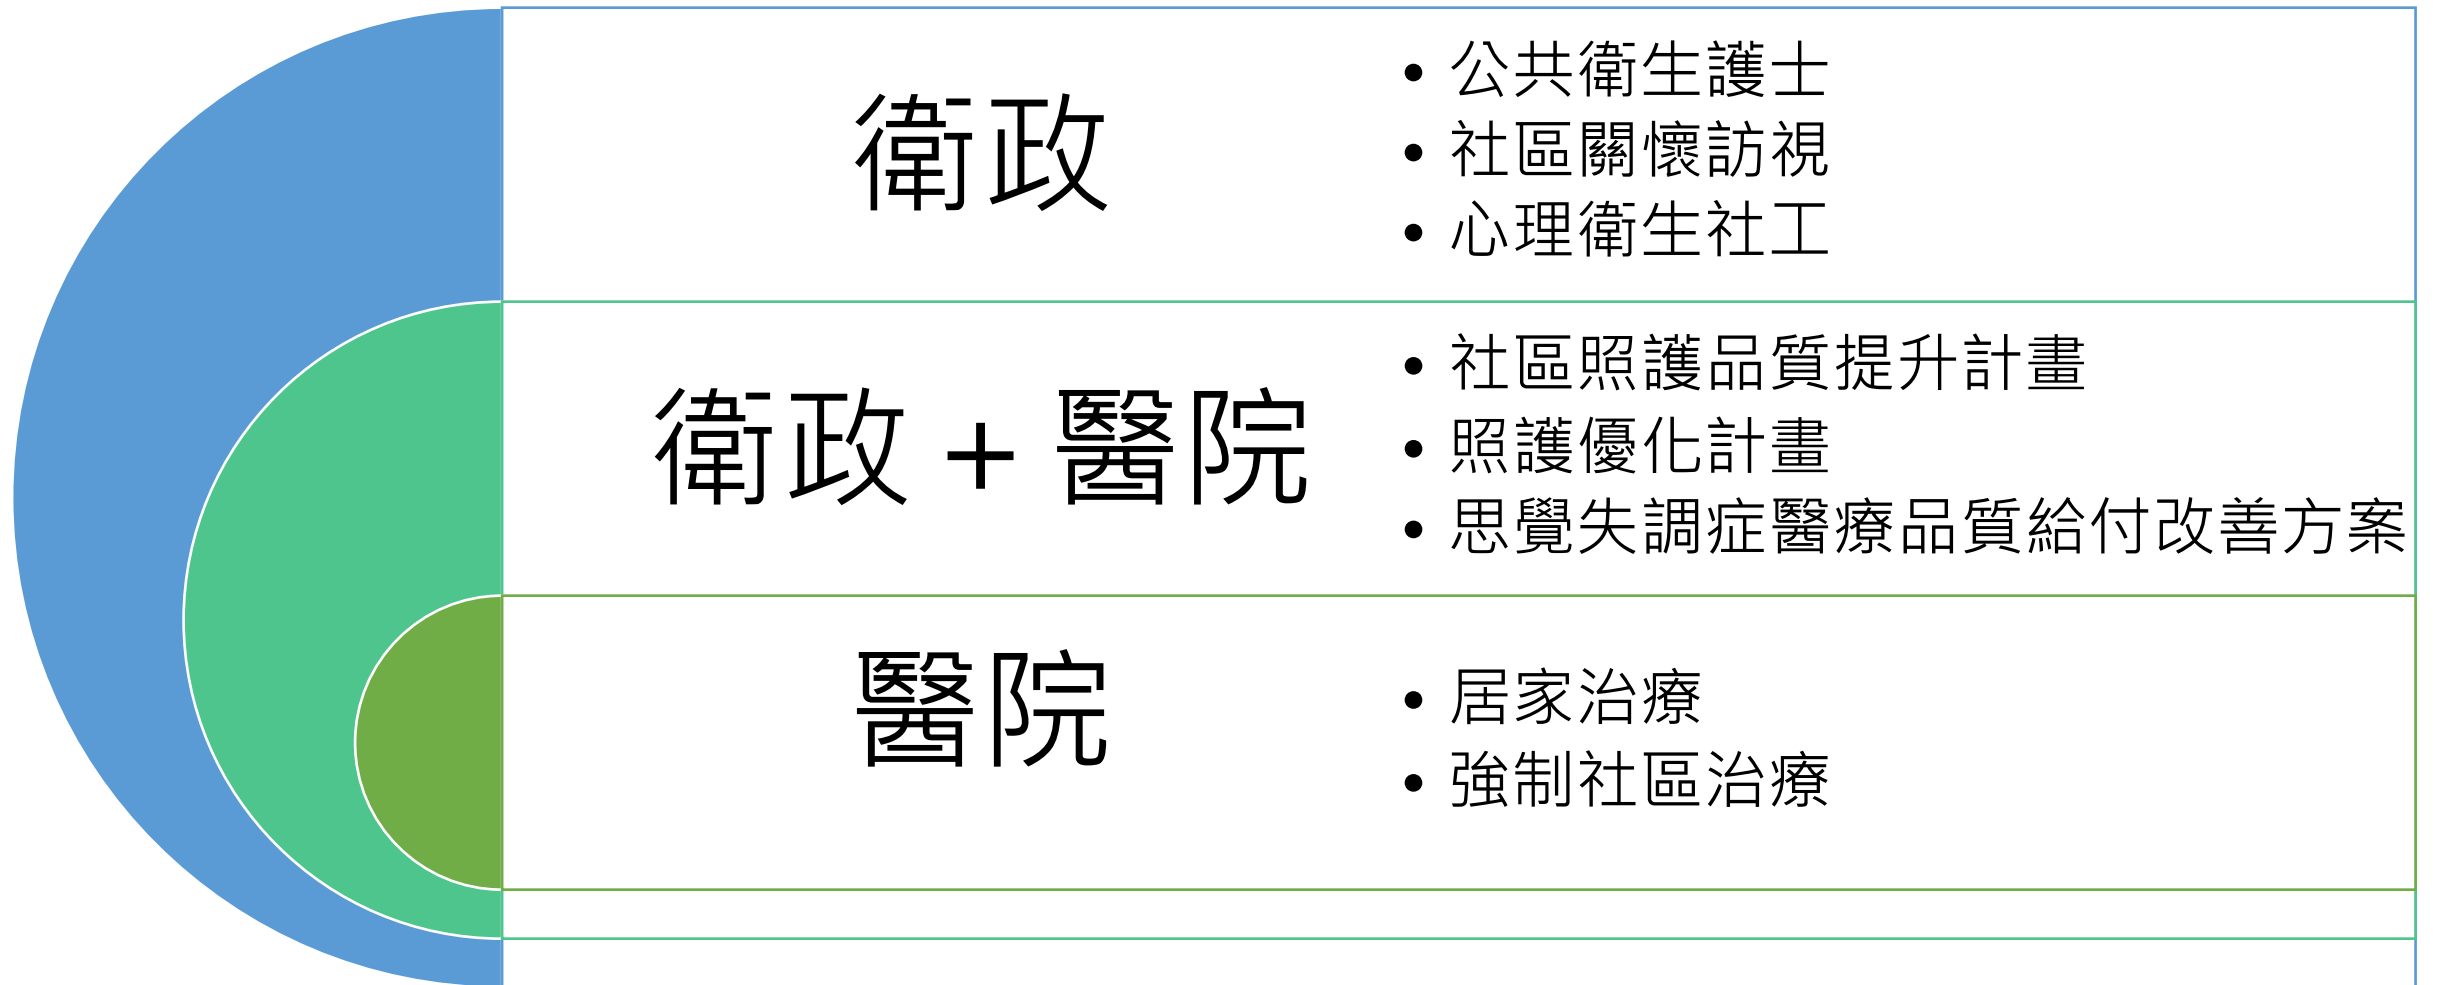 衛政
• 公共衛生護士
• 社區關懷訪視
• 心理衛生社工
衛政 + 醫院
• 社區照護品質提升計畫
• 照護優化計畫
• 思覺失調症醫療品質給付改善方案
醫院
• 居家治療
• 強制社區治療